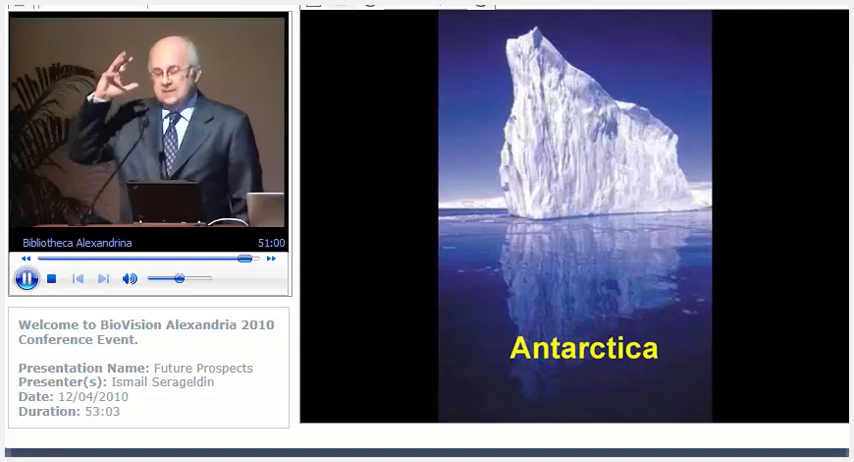 Bibliotheca Alexandrina 51:00
Welcome to BioVision Alexandria 2010
Conference Event.
Presentation Name: Future Prospects
Presenter(s): Ismail Serageldin
Date: 12/04/2010
Duration: 53:03
Antarctica